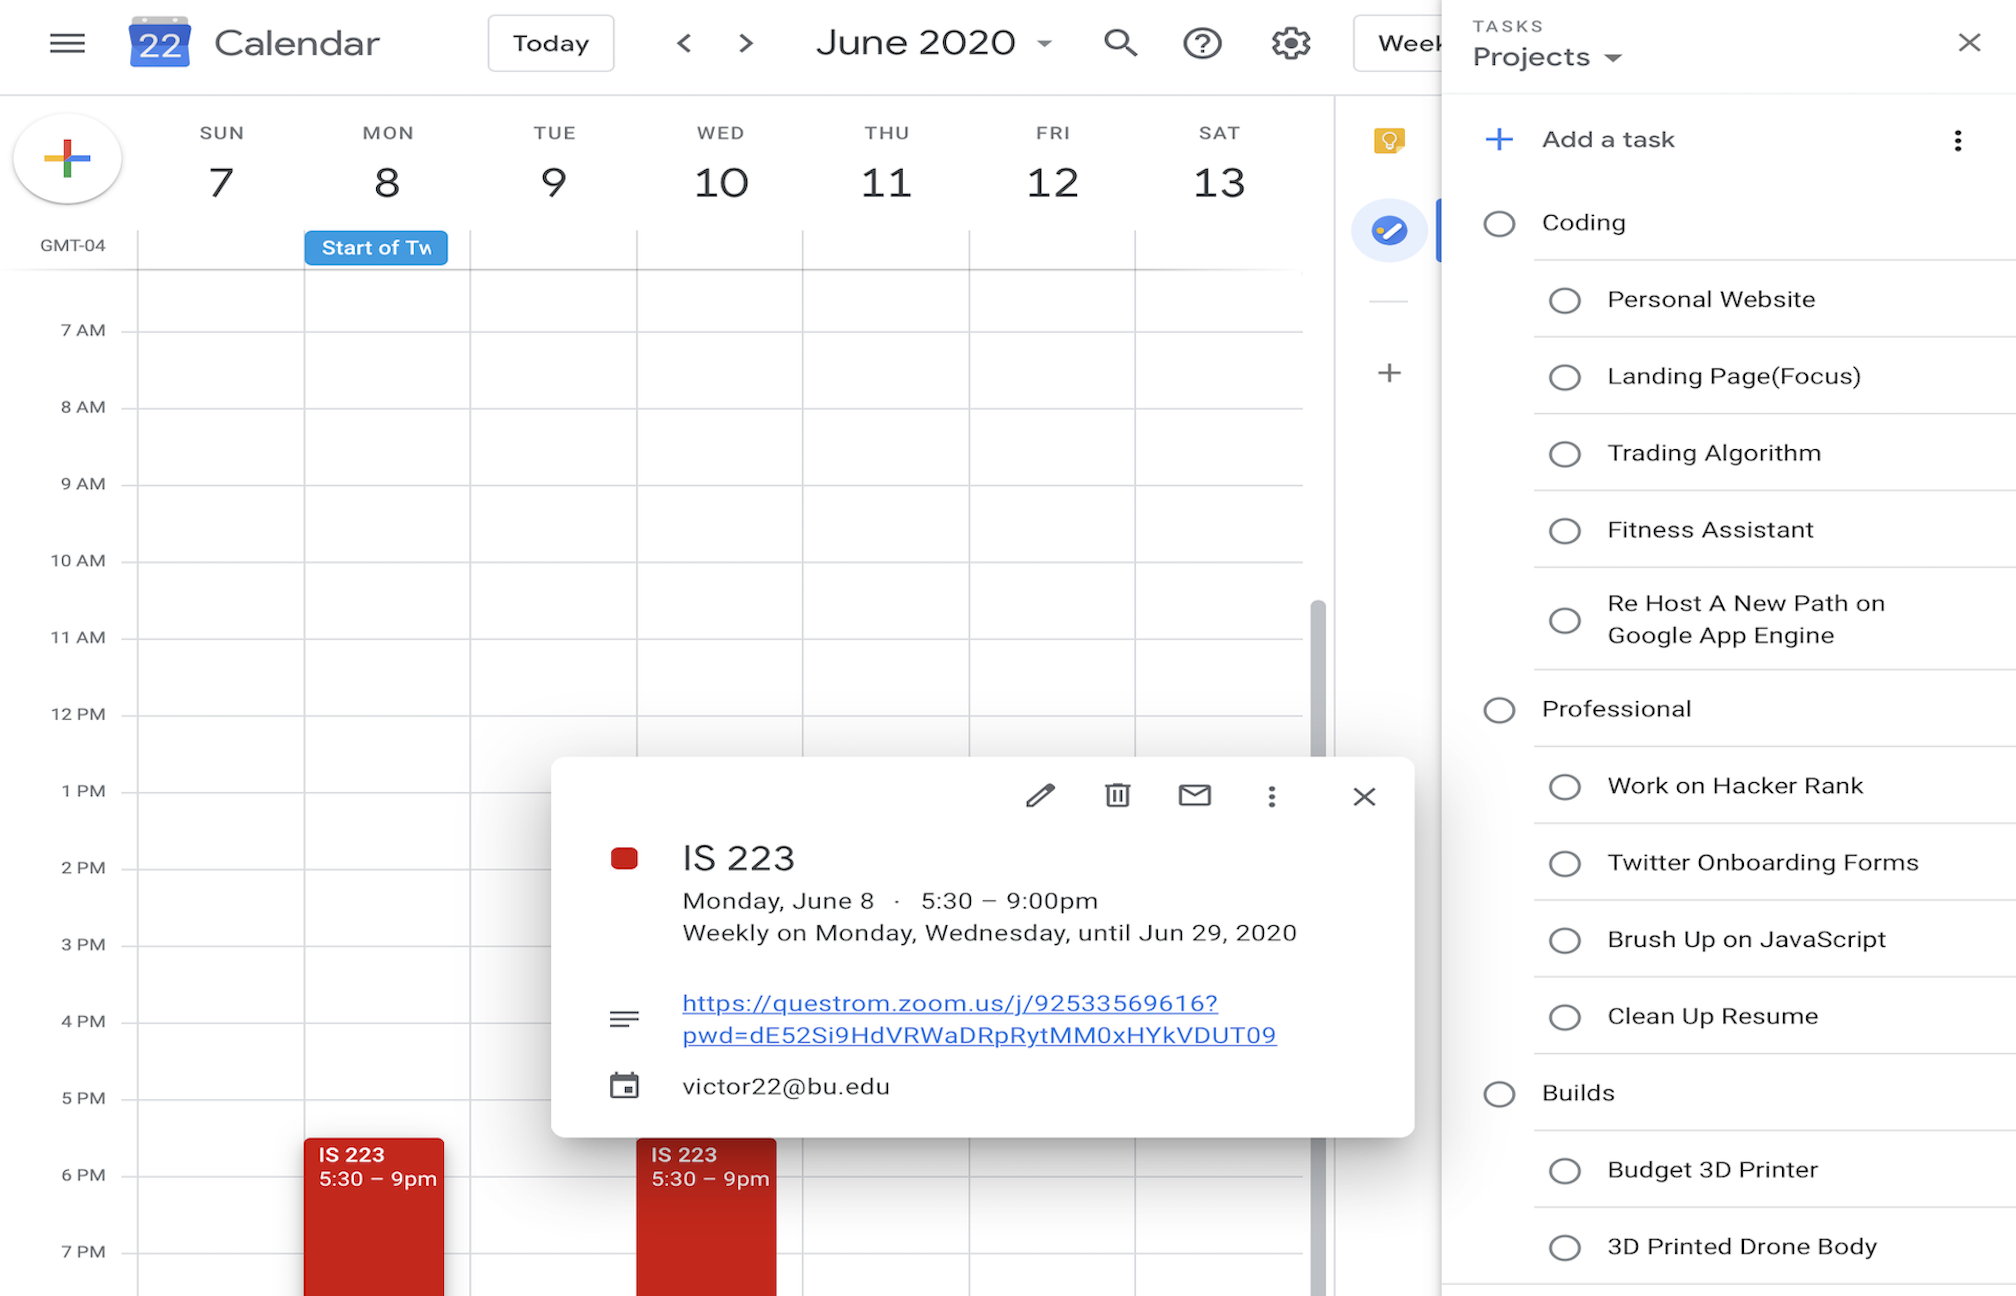 22 Calendar
Today
June 2020
Week
TASKS
Projects
SUN MON TUE WED THU FRI SAT
7 8 9 10 11 12 13
GMT-04
Start of Tw
7 AM
8 AM
9 AM
10 AM
11 AM
12 PM
1 PM
2 PM
3 PM
4 PM
5 PM
6 PM
7 PM
IS 223
5:30 – 9pm
IS 223
5:30 – 9pm
IS 223
Monday, June 8 · 5:30 – 9:00pm
Weekly on Monday, Wednesday, until Jun 29, 2020
https://questrom.zoom.us/j/92533569616?
pwd=dE52Si9HdVRWaDRpRytMM0xHYkVDUT09
victor22@bu.edu
Add a task
Coding
Personal Website
Landing Page(Focus)
Trading Algorithm
Fitness Assistant
Re Host A New Path on
Google App Engine
Professional
Work on Hacker Rank
Twitter Onboarding Forms
Brush Up on JavaScript
Clean Up Resume
Builds
Budget 3D Printer
3D Printed Drone Body